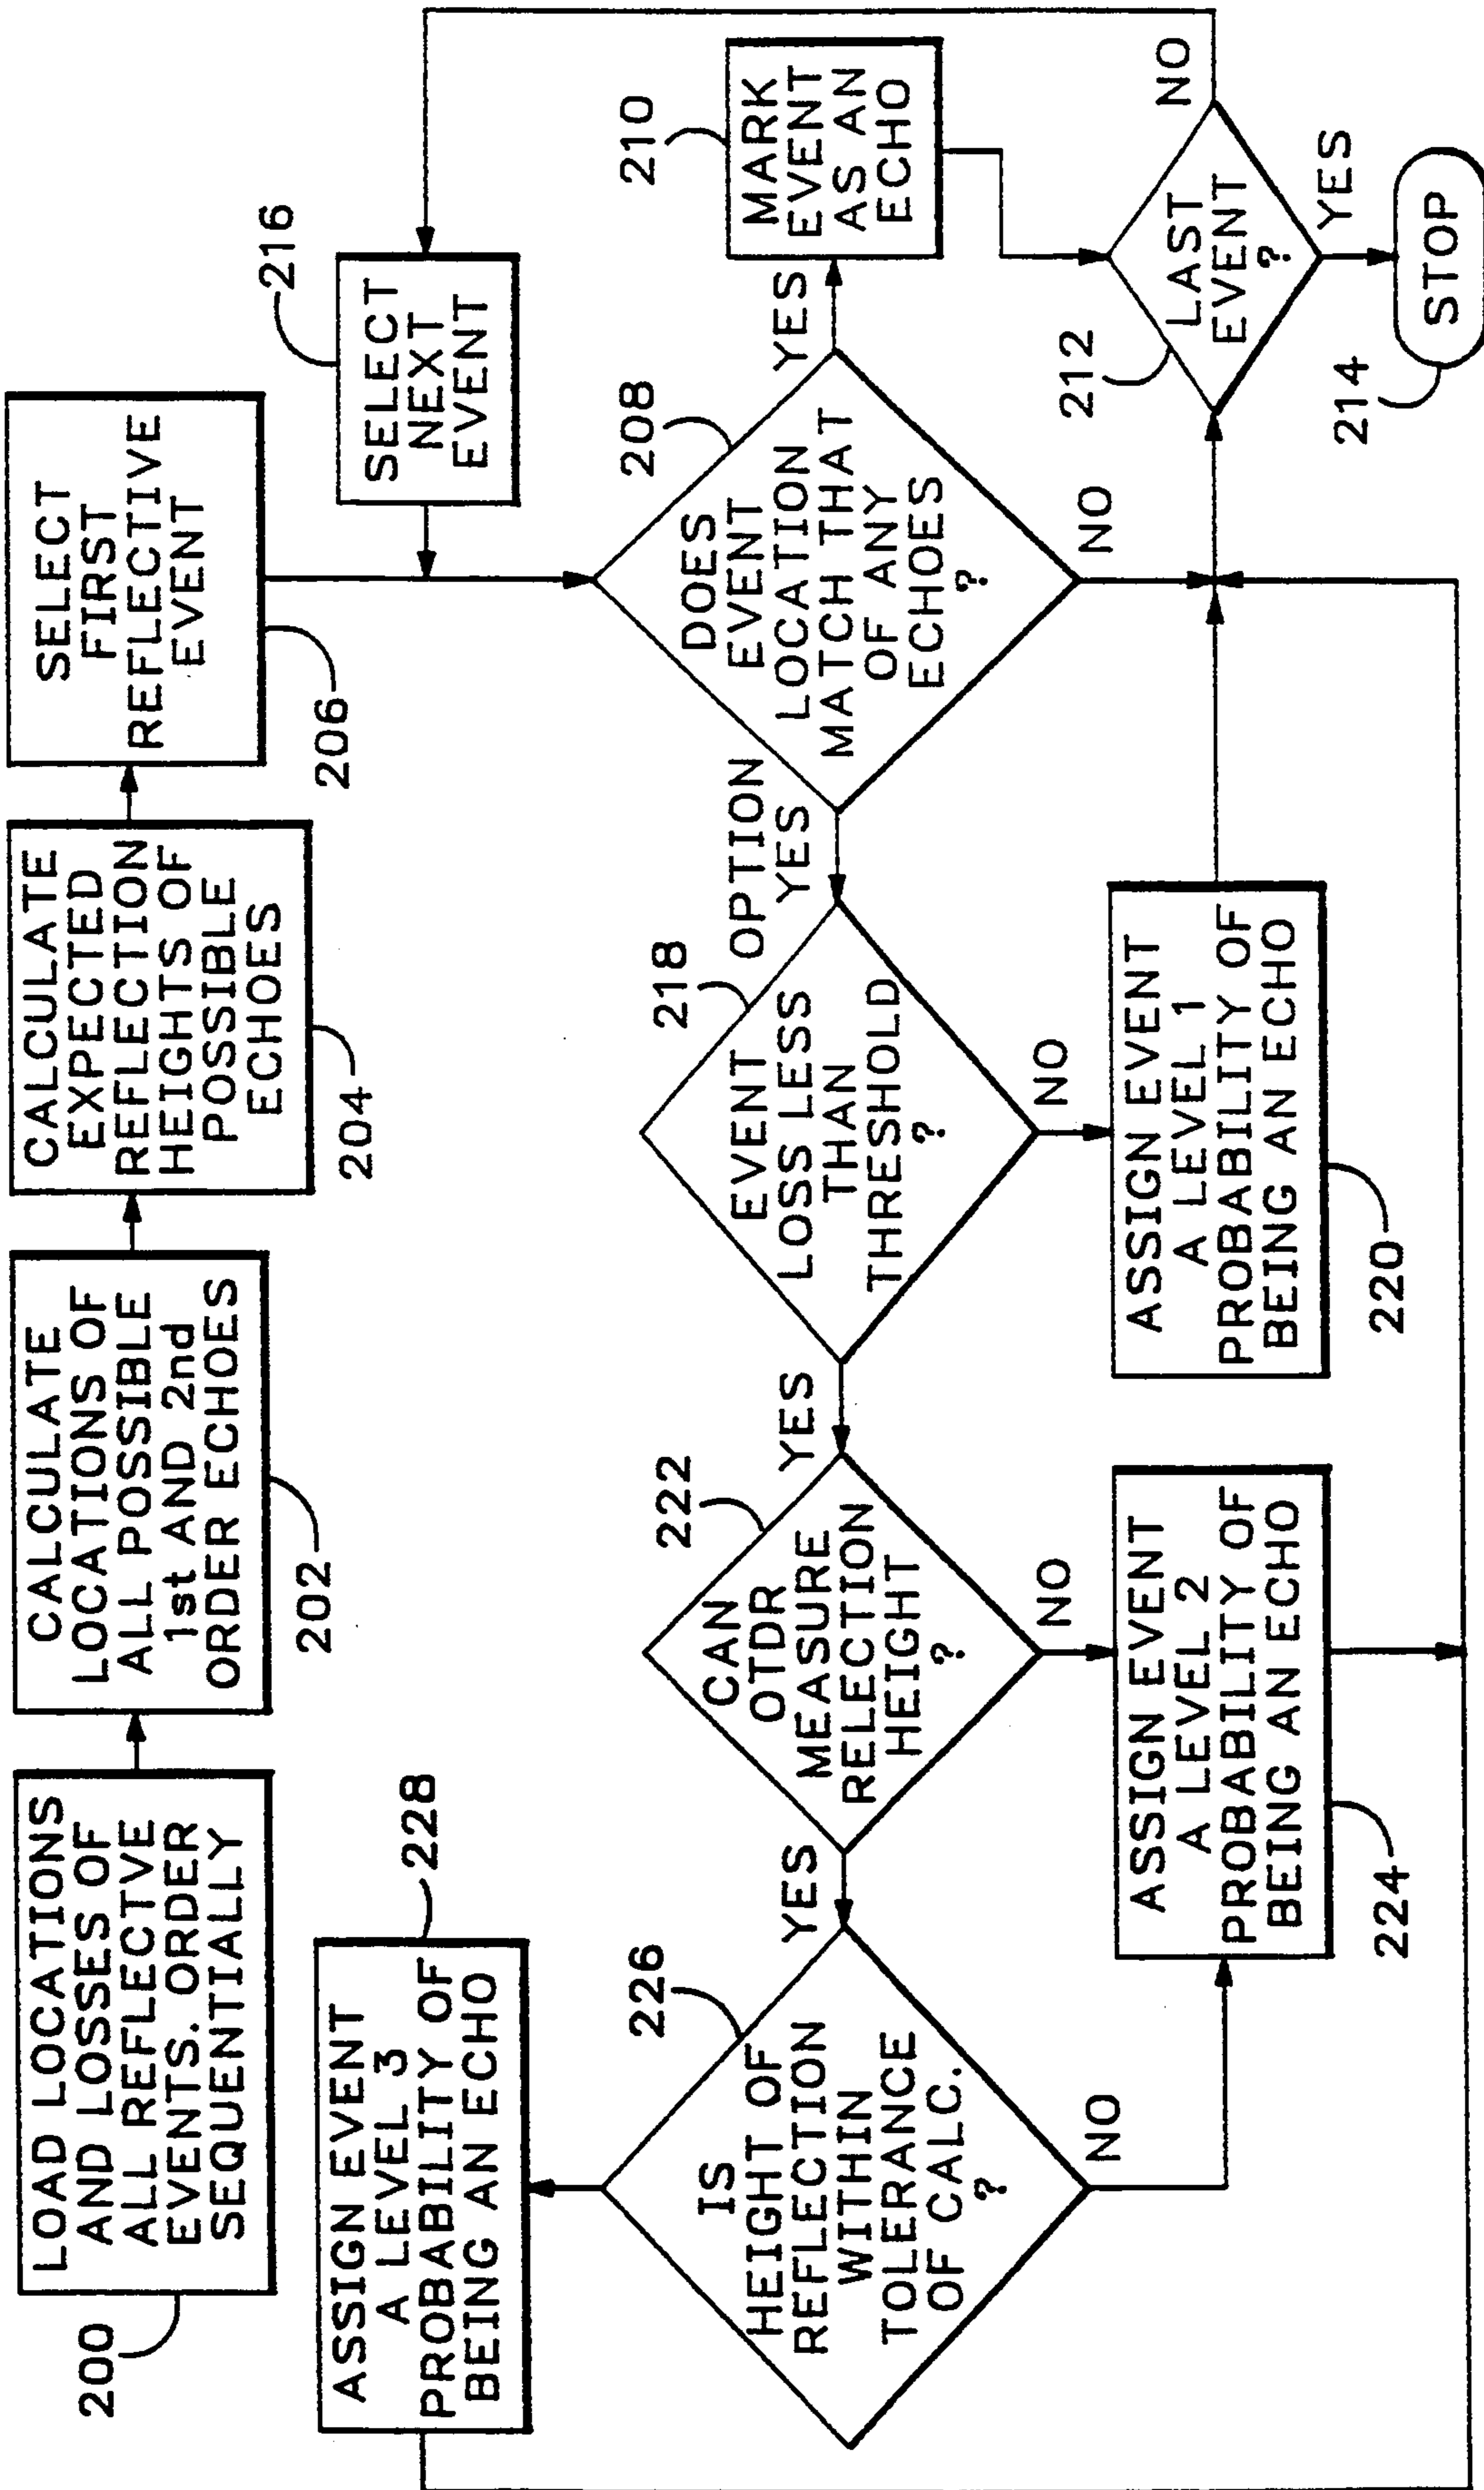 LOAD LOCATIONS
AND LOSSES OF
ALL REFLECTVE
EVENTS. ORDER
SEQUENTIALLY
200
CALCULATE
LOCATIONS OF
ALL POSSIBLE
1st AND 2nd
ORDER ECHOES
202
CALCULATE
EXPECTED
REFLECTION
HEIGHTS OF
POSSIBLE
ECHOES
204
SELECT
FIRST
REFLECTIVE
EVENT
206
SELECT
NEXT
EVENT
216
DOES
EVENT
LOCATION
MATCH THAT
OF ANY
ECHOES
?
208
YES
NO
OPTION
YES
MARK
EVENT
AS AN
ECHO
210
LAST
EVENT
?
212
NO
YES
STOP
214
EVENT
LOSS LESS
THAN
THRESHOLD
?
218
NO
YES
ASSIGN EVENT
A LEVEL 1
PROBABILITY OF
BEING AN ECHO
220
CAN
OTDR
MEASURE
RELECTION
HEIGHT
?
222
NO
YES
ASSIGN EVENT
A LEVEL 2
PROBABILITY OF
BEING AN ECHO
224
IS
HEIGHT OF
REFLECTION
WITHIN
TOLERANCE
OF CALC.
?
226
NO
ASSIGN EVENT
A LEVEL 3
PROBABILITY OF
BEING AN ECHO
228